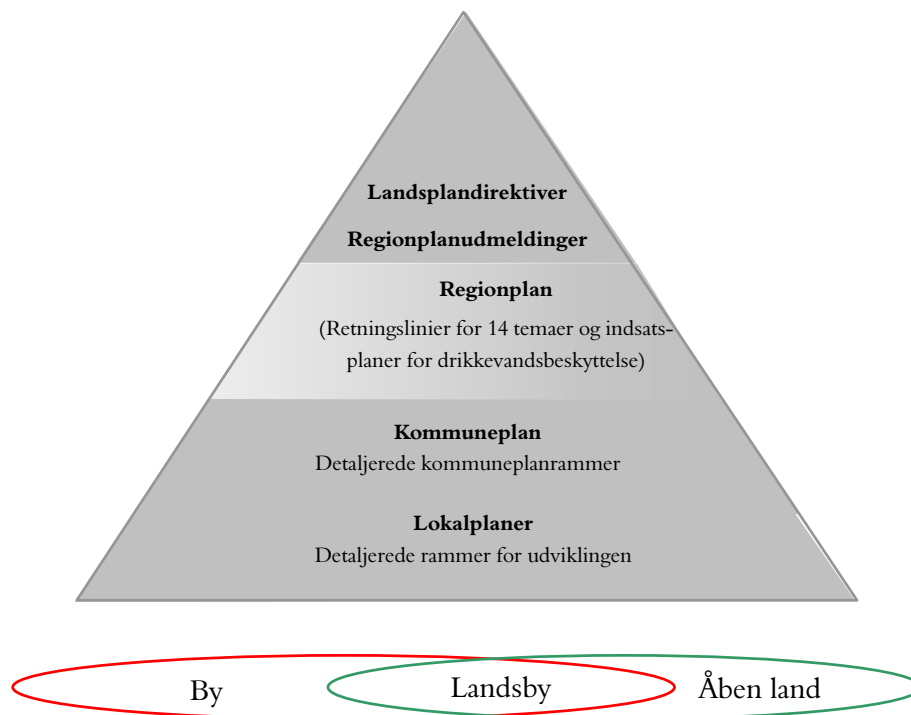 Landsplandirektiver
Regionplanudmeldinger
Regionplan
(Retningslinier for 14 temaer og indsats-
planer for drikkevandsbeskyttelse)
Kommuneplan
Detaljerede kommuneplanrammer
Lokalplaner
Detaljerede rammer for udviklingen
By Landsby Åben land